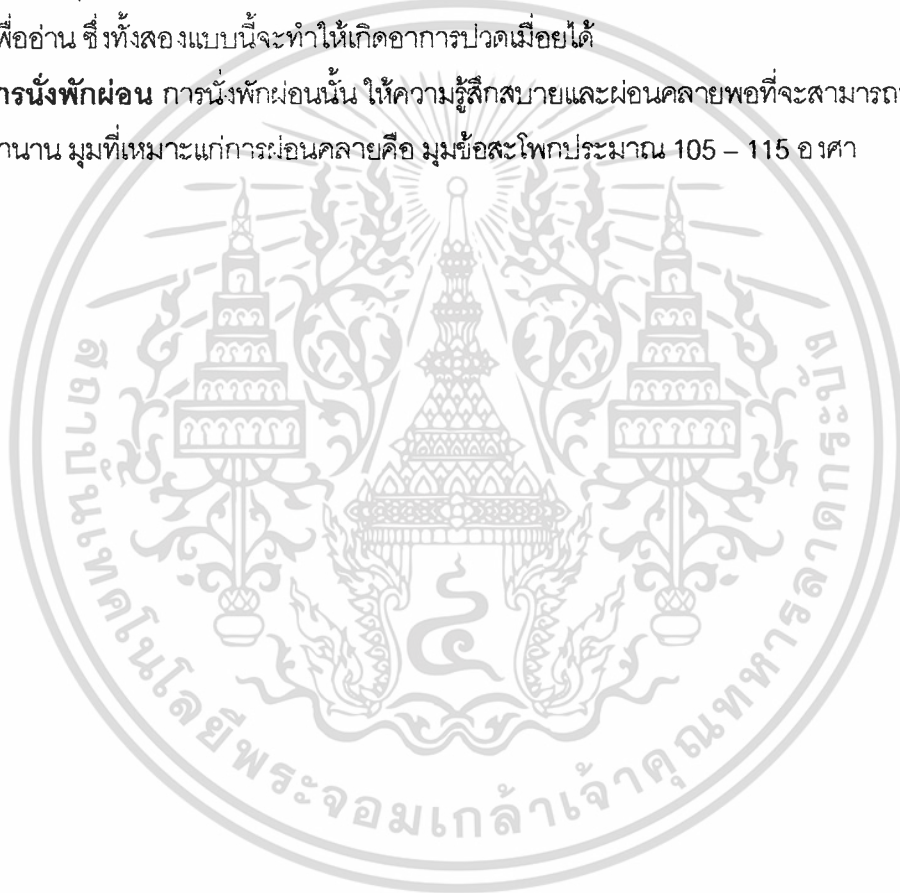 พื่ออ่าน ซึ่งทั้งสองแบบนี้จะทำให้เกิดอาการปวดเมื่อยได้
ารนั่งพักผ่อน การนั่งพักผ่อนนั้น ให้ความรู้สึกสบายและผ่อนคลายพอที่จะสามารถ
านาน มุมที่เหมาะแก่การผ่อนคลายคือ มุมข้อสะโพกประมาณ 105 – 115 องศา
สถาบันเทคโนโลยีพระจอมเกล้าเจ้าคุณทหารลาดกระบัง
๔